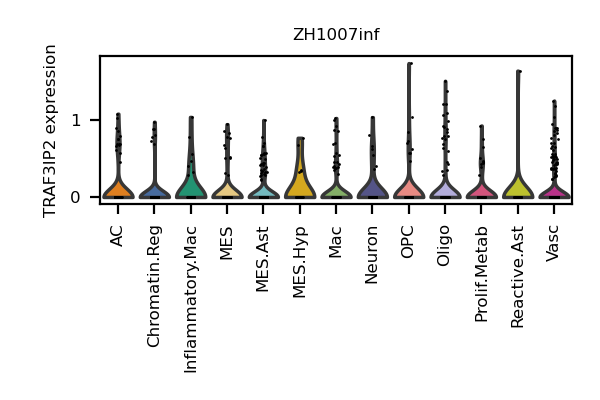 ZH1007inf
TRAF3IP2 expression
1
0
AC
Chromatin.Reg
Inflammatory.Mac
MES
MES.Ast
MES.Hyp
Mac
Neuron
OPC
Oligo
Prolif.Metab
Reactive.Ast
Vasc